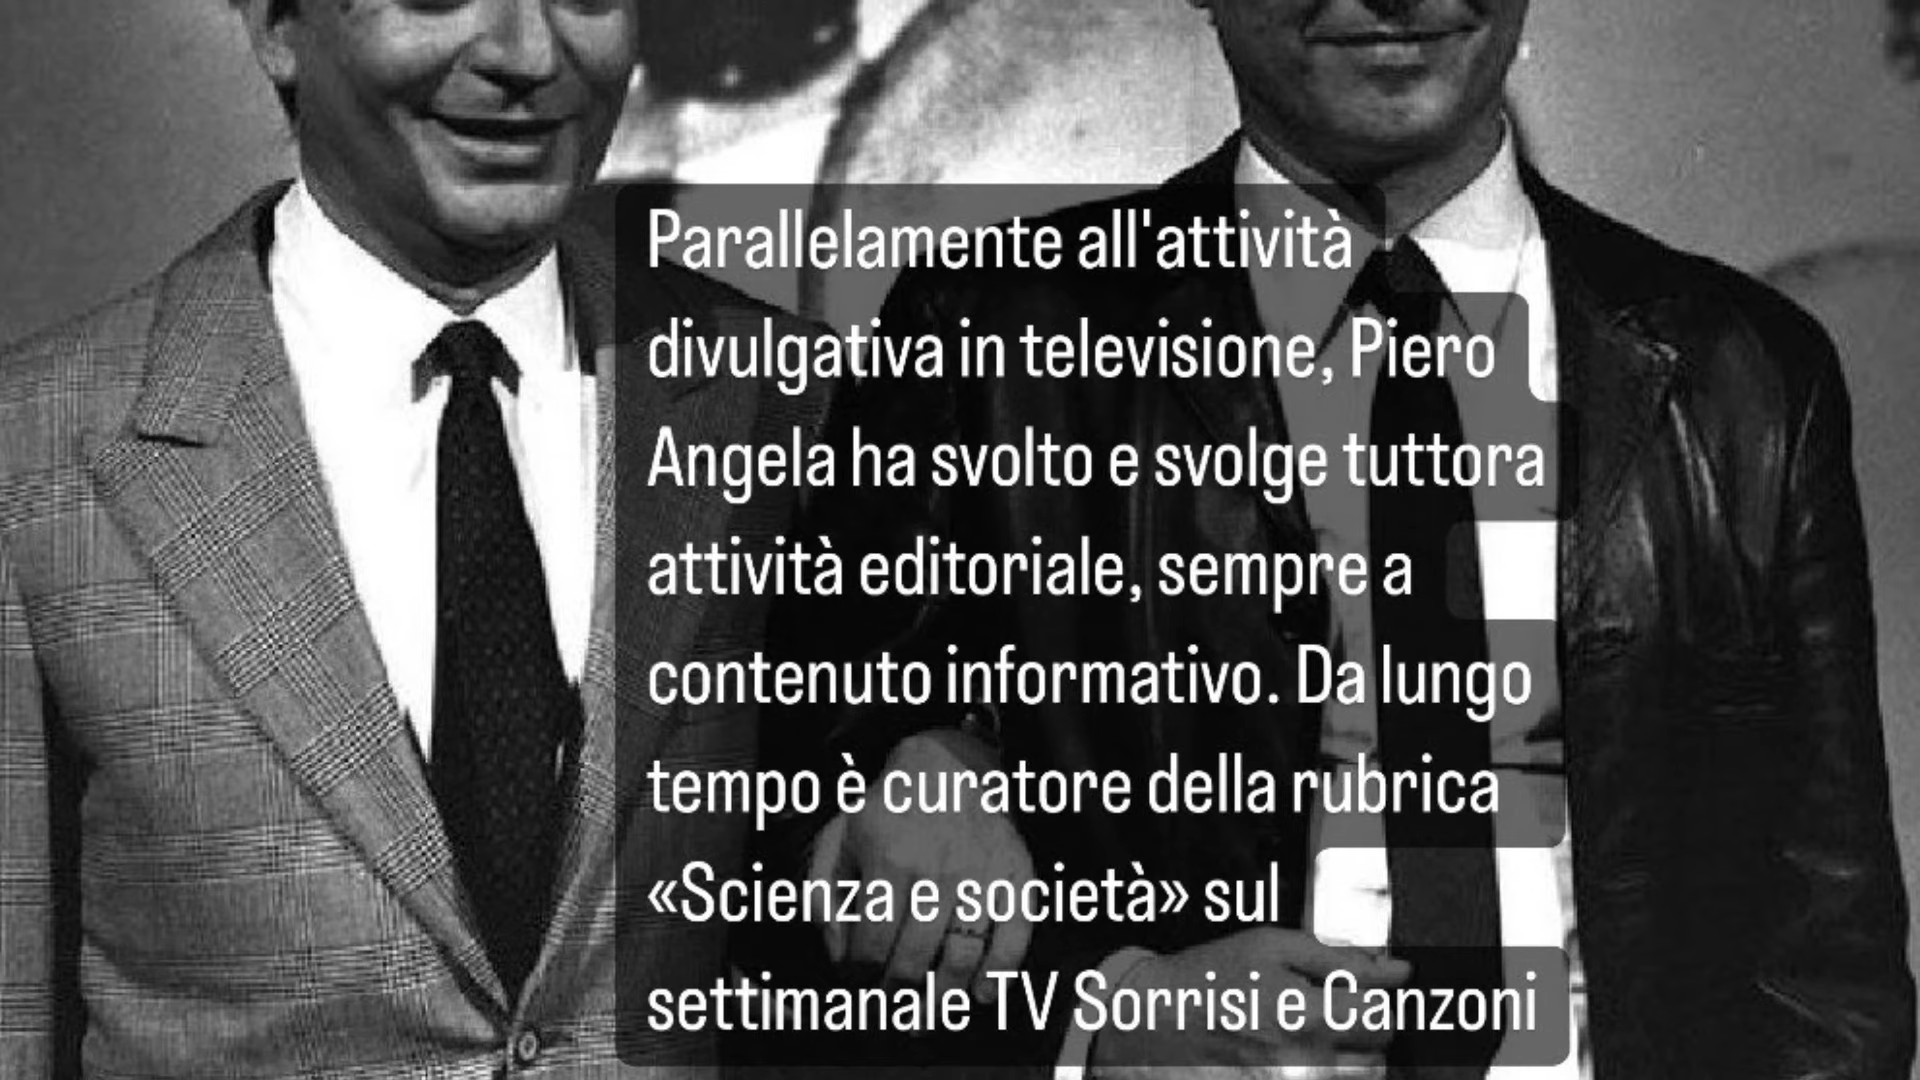 Parallelamente all'attività
divulgativa in televisione, Piero
Angela ha svolto e svolge tuttora
attività editoriale, sempre a
contenuto informativo. Da lungo
tempo è curatore della rubrica
«Scienza e società» sul
settimanale TV Sorrisi e Canzoni